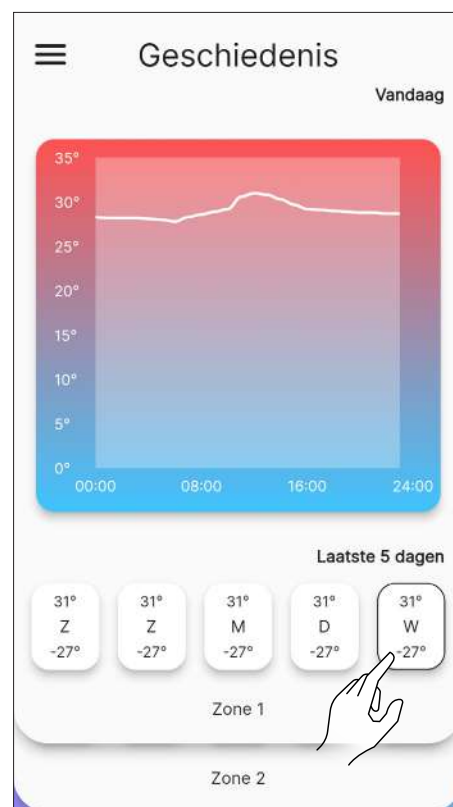 Geschiedenis
Vandaag
35°
30°
25°
20°
15°
10°
5°
0°
00:00 08:00 16:00 24:00
Laatste 5 dagen
31° 31° 31° 31° 31°
Z Z M D W
-27° -27° -27° -27° -27°
Zone 1
Zone 2